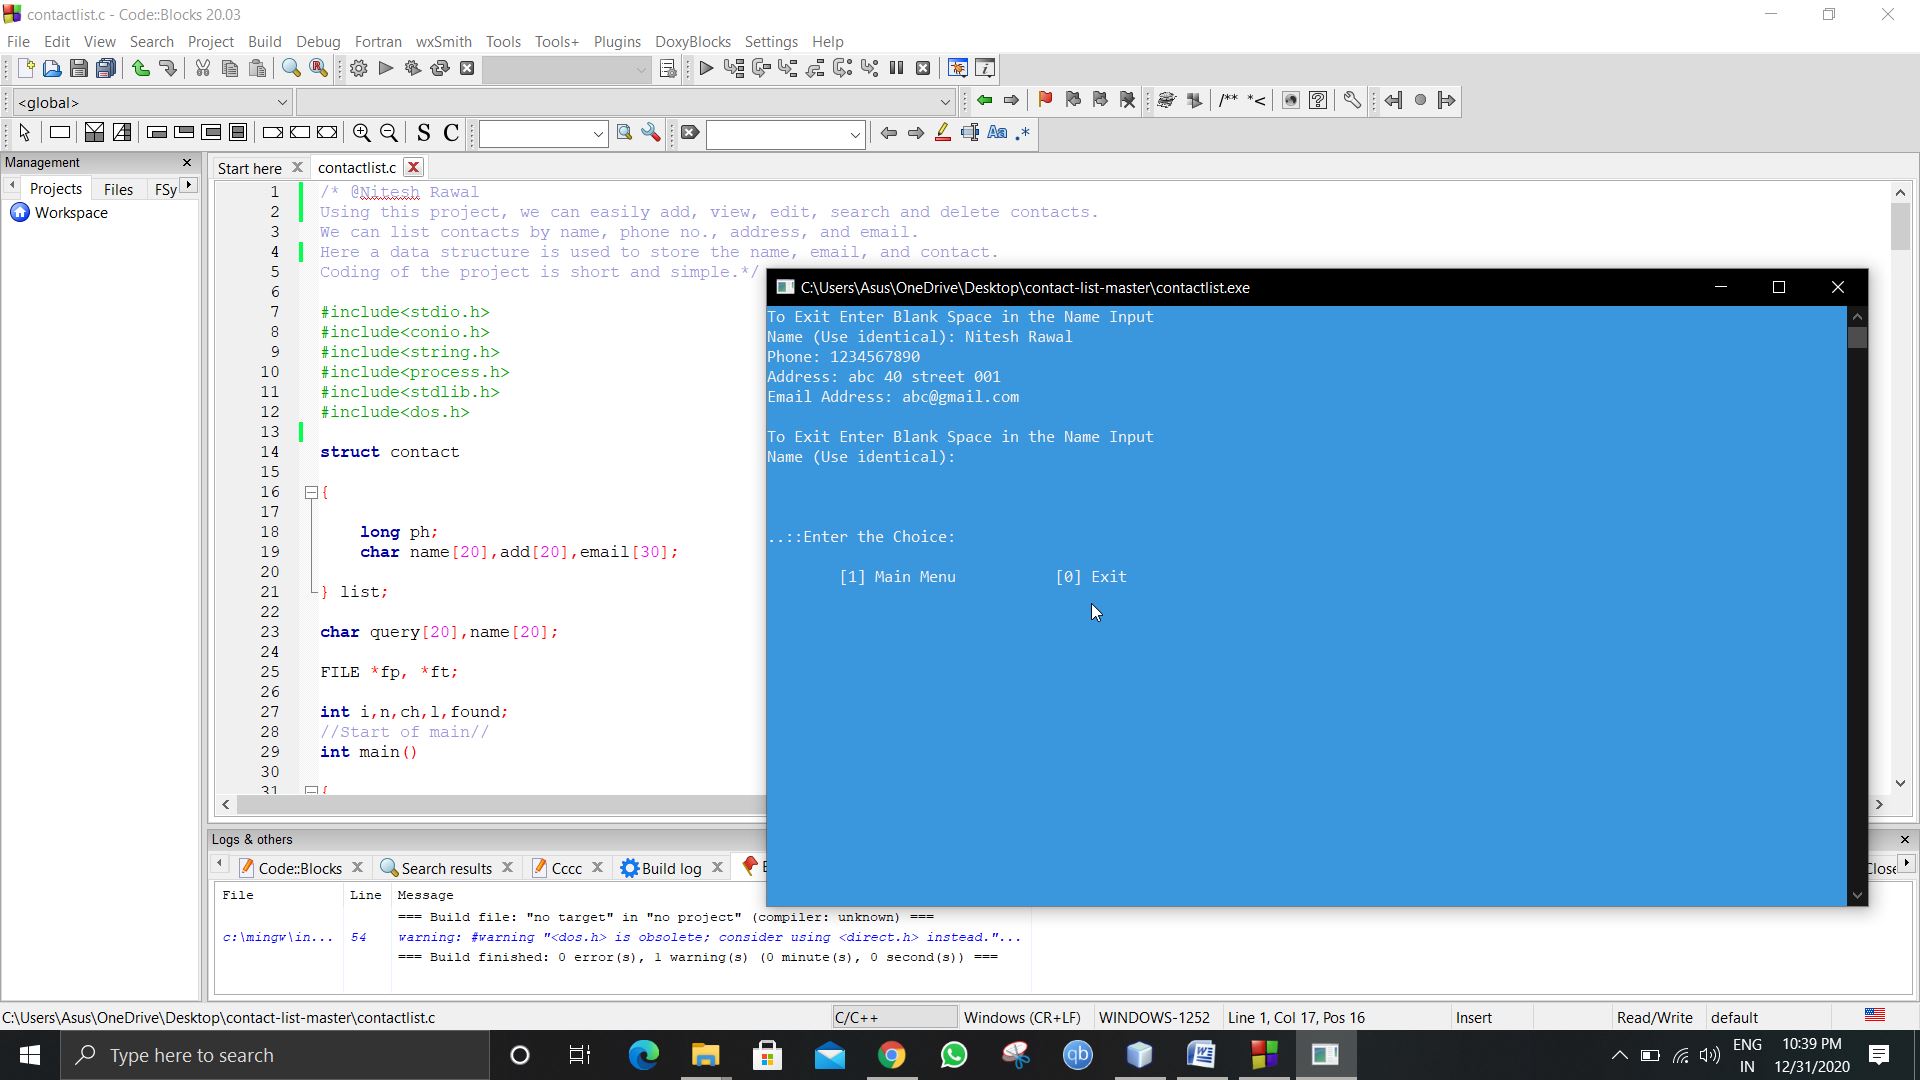 contactlist.c - Code::Blocks 20.03
File Edit View Search Project Build Debug Fortran wxSmith Tools Tools+ Plugins DoxyBlocks Settings Help
<global>
/** *<
S C
Aa .*
Management
Start here contactlist.c
Projects Files FSy
Workspace
1 /* @Nitesh Rawal
2 Using this project, we can easily add, view, edit, search and delete contacts.
3 We can list contacts by name, phone no., address, and email.
4 Here a data structure is used to store the name, email, and contact.
5 Coding of the project is short and simple.*/
6
7 #include<stdio.h>
8 #include<conio.h>
9 #include<string.h>
10 #include<process.h>
11 #include<stdlib.h>
12 #include<dos.h>
13
14 struct contact
15
16 {
17
18 long ph;
19 char name[20],add[20],email[30];
20
21 } list;
22
23 char query[20],name[20];
24
25 FILE *fp, *ft;
26
27 int i,n,ch,l,found;
28 //Start of main//
29 int main()
30
31 {
C:\Users\Asus\OneDrive\Desktop\contact-list-master\contactlist.exe
To Exit Enter Blank Space in the Name Input
Name (Use identical): Nitesh Rawal
Phone: 1234567890
Address: abc 40 street 001
Email Address: abc@gmail.com
To Exit Enter Blank Space in the Name Input
Name (Use identical):
..::Enter the Choice:
[1] Main Menu [0] Exit
Logs & others
Code::Blocks Search results Cccc Build log
File Line Message
=== Build file: "no target" in "no project" (compiler: unknown) ===
c:\mingw\in... 54 warning: #warning "<dos.h> is obsolete; consider using <direct.h> instead."...
=== Build finished: 0 error(s), 1 warning(s) (0 minute(s), 0 second(s)) ===
C:\Users\Asus\OneDrive\Desktop\contact-list-master\contactlist.c C/C++ Windows (CR+LF) WINDOWS-1252 Line 1, Col 17, Pos 16 Insert Read/Write default
Type here to search
qb
ENG
IN
10:39 PM
12/31/2020